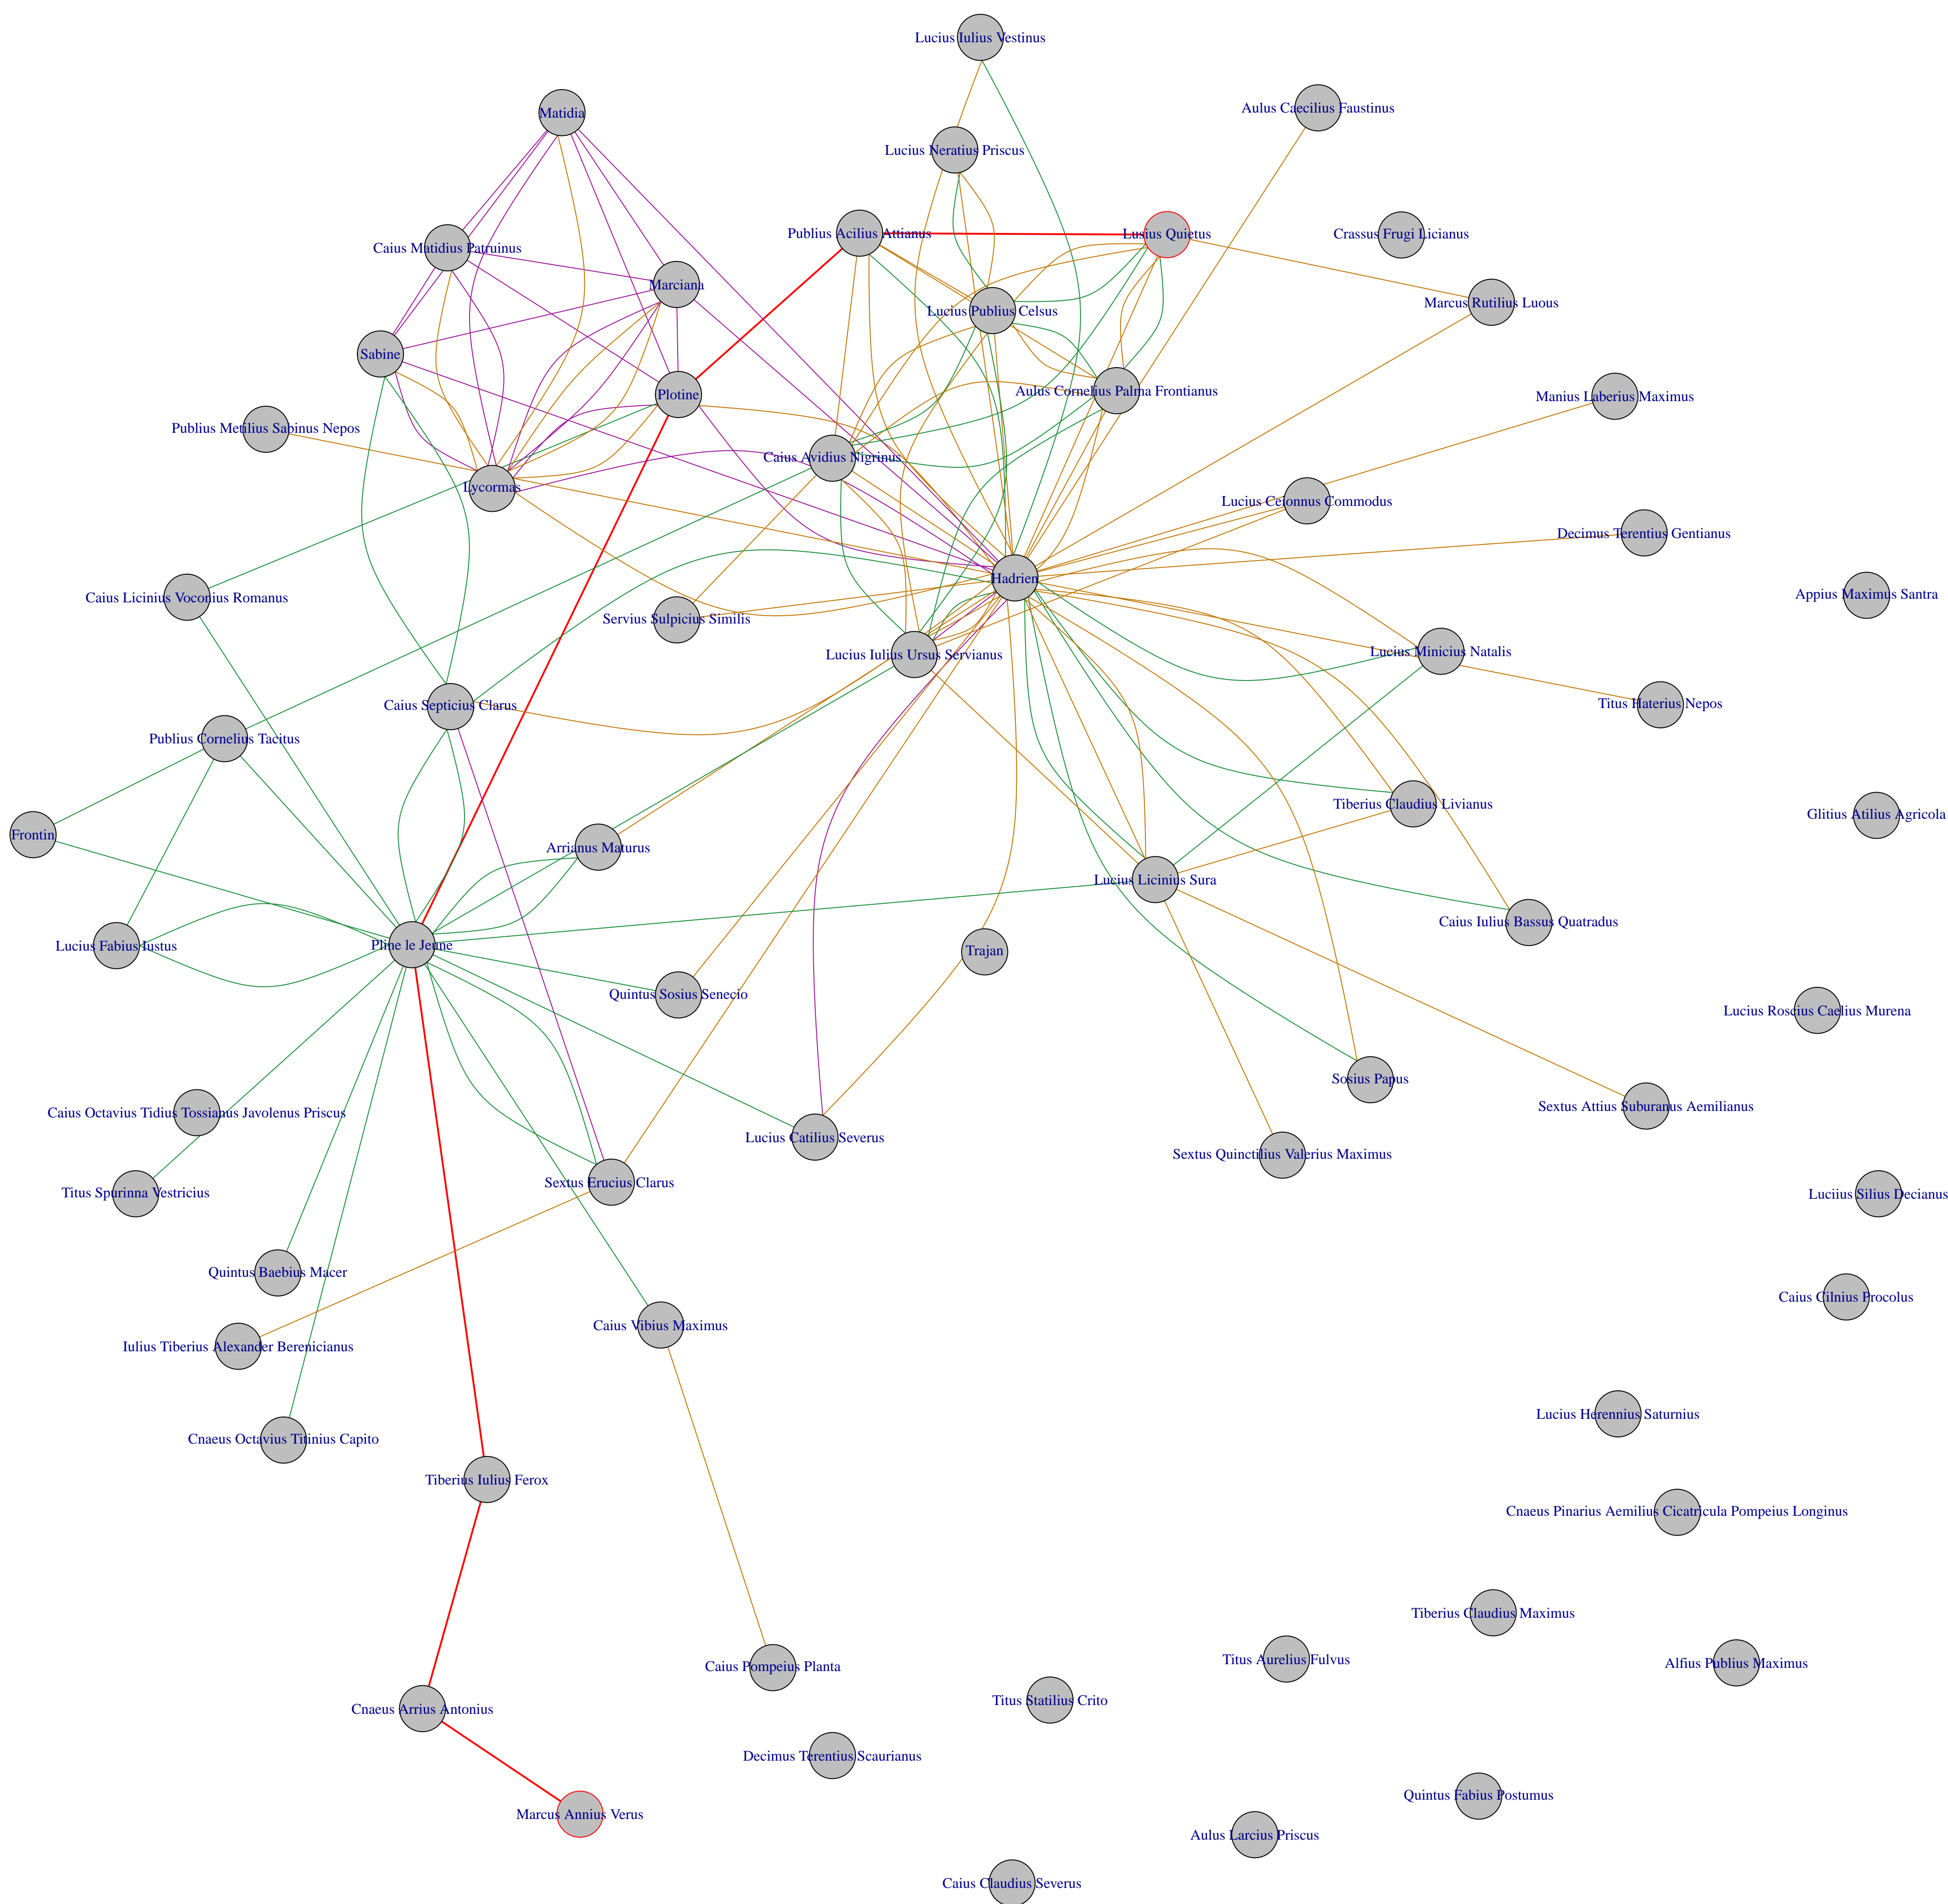 Lucius Iulius Vestinus
Aulus Caecilius Faustinus
Matidia
Lucius Neratius Priscus
Publius Acilius Attianus
Lusius Quietus
Crassus Frugi Licianus
Caius Matidius Patruinus
Marciana
Marcus Rutilius Luous
Lucius Publius Celsus
Sabine
Plotine
Aulus Cornelius Palma Frontianus
Manius Laberius Maximus
Publius Metilius Sabinus Nepos
Caius Avidius Nigrinus
Lycormas
Lucius Ceionnus Commodus
Decimus Terentius Gentianus
Hadrien
Caius Licinius Voconius Romanus
Appius Maximus Santra
Servius Sulpicius Similis
Lucius Iulius Ursus Servianus
Lucius Minicius Natalis
Caius Septicius Clarus
Titus Haterius Nepos
Publius Cornelius Tacitus
Tiberius Claudius Livianus
Glitius Atilius Agricola
Frontin
Arrianus Maturus
Lucius Licinius Sura
Caius Iulius Bassus Quatradus
Lucius Fabius Iustus
Pline le Jeune
Trajan
Quintus Sosius Senecio
Lucius Roscius Caelius Murena
Sosius Papus
Caius Octavius Tidius Tossianus Javolenus Priscus
Sextus Attius Suburanus Aemilianus
Lucius Catilius Severus
Sextus Quinctilius Valerius Maximus
Sextus Erucius Clarus
Titus Spurinna Vestricius
Luciius Silius Decianus
Quintus Baebius Macer
Caius Cilnius Procolus
Caius Vibius Maximus
Iulius Tiberius Alexander Berenicianus
Lucius Herennius Saturnius
Cnaeus Octavius Titinius Capito
Tiberius Iulius Ferox
Cnaeus Pinarius Aemilius Cicatricula Pompeius Longinus
Tiberius Claudius Maximus
Titus Aurelius Fulvus
Alfius Publius Maximus
Caius Pompeius Planta
Titus Statilius Crito
Cnaeus Arrius Antonius
Decimus Terentius Scaurianus
Quintus Fabius Postumus
Marcus Annius Verus
Aulus Larcius Priscus
Caius Claudius Severus